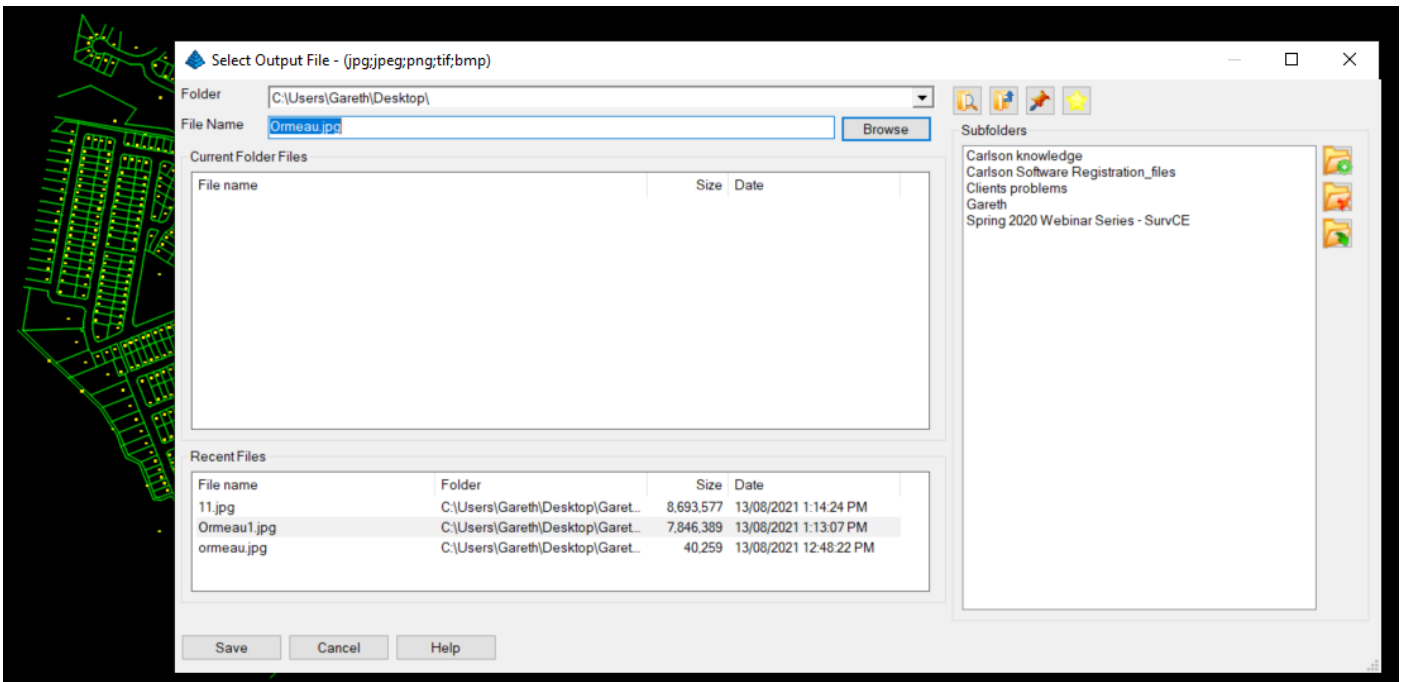 Select Output File - (jpg;jpeg;png;tif;bmp)
Folder
C:\Users\Gareth\Desktop\
File Name
Ormeau.jpg
Browse
Current Folder Files
File name Size Date
Recent Files
File name Folder Size Date
11.jpg C:\Users\Gareth\Desktop\Garet... 8,693,577 13/08/2021 1:14:24 PM
Ormeau1.jpg C:\Users\Gareth\Desktop\Garet... 7,846,389 13/08/2021 1:13:07 PM
ormeau.jpg C:\Users\Gareth\Desktop\Garet... 40,259 13/08/2021 12:48:22 PM
Save Cancel Help
Subfolders
Carlson knowledge
Carlson Software Registration_files
Clients problems
Gareth
Spring 2020 Webinar Series - SurvCE